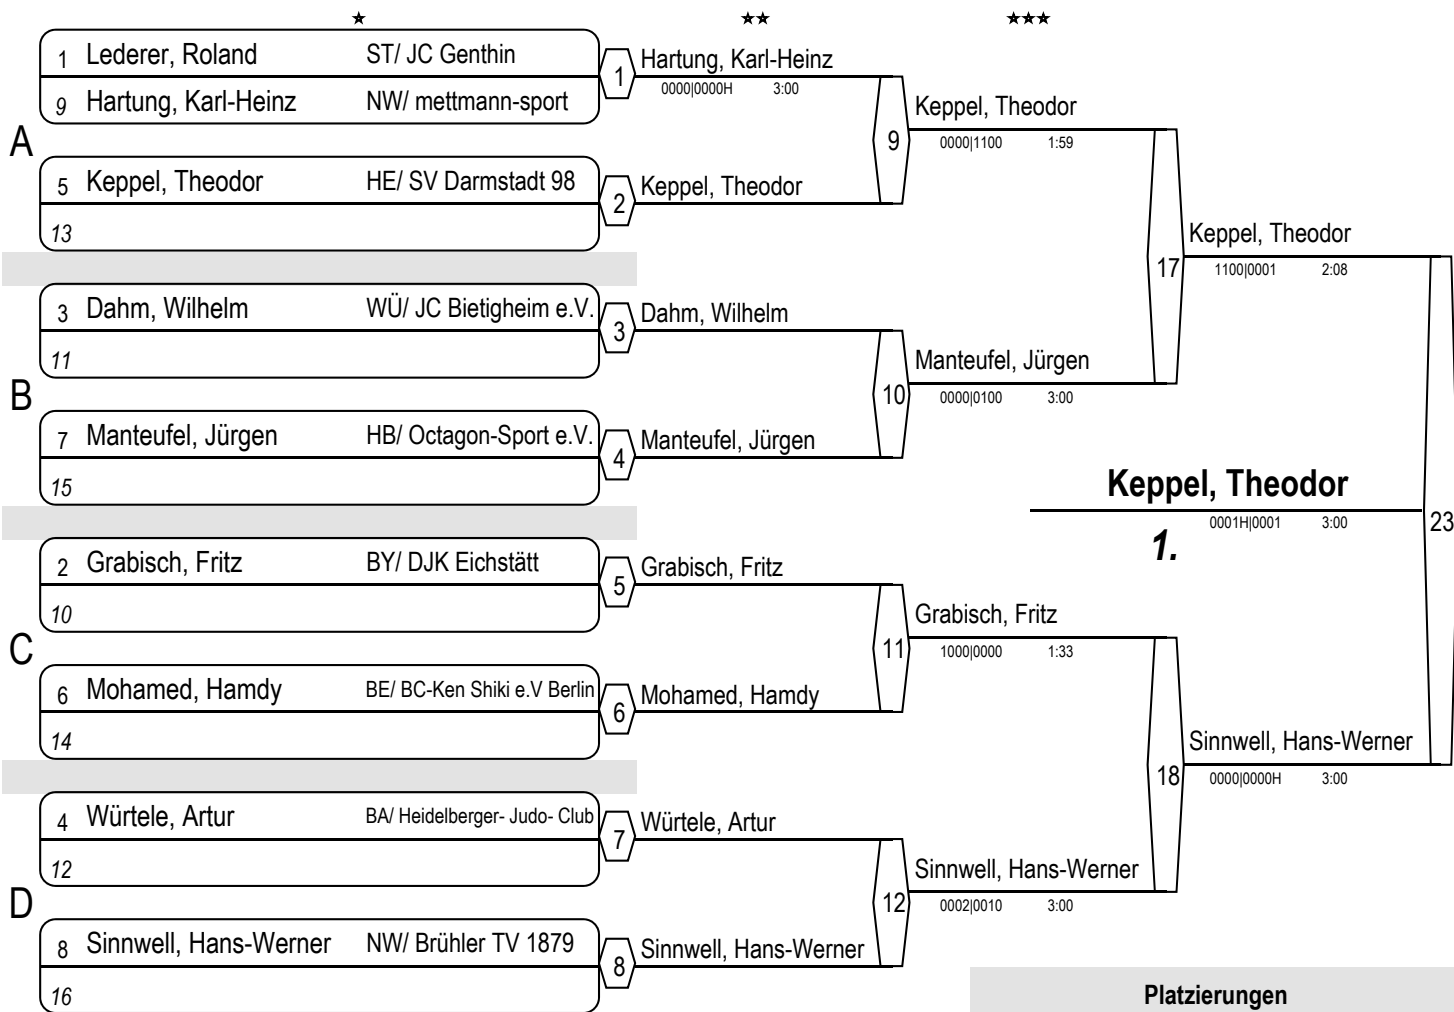 ★ ★★ ★★★
1 Lederer, Roland ST/ JC Genthin
9 Hartung, Karl-Heinz NW/ mettmann-sport
1 Hartung, Karl-Heinz
0000|0000H 3:00
A
5 Keppel, Theodor HE/ SV Darmstadt 98
13
2 Keppel, Theodor
9 Keppel, Theodor
0000|1100 1:59
3 Dahm, Wilhelm WÜ/ JC Bietigheim e.V.
11
3 Dahm, Wilhelm
B
7 Manteufel, Jürgen HB/ Octagon-Sport e.V.
15
4 Manteufel, Jürgen
10 Manteufel, Jürgen
0000|0100 3:00
17 Keppel, Theodor
1100|0001 2:08
2 Grabisch, Fritz BY/ DJK Eichstätt
10
5 Grabisch, Fritz
C
6 Mohamed, Hamdy BE/ BC-Ken Shiki e.V Berlin
14
6 Mohamed, Hamdy
11 Grabisch, Fritz
1000|0000 1:33
4 Würtele, Artur BA/ Heidelberger- Judo- Club
12
7 Würtele, Artur
D
8 Sinnwell, Hans-Werner NW/ Brühler TV 1879
16
8 Sinnwell, Hans-Werner
12 Sinnwell, Hans-Werner
0002|0010 3:00
18 Sinnwell, Hans-Werner
0000|0000H 3:00
Keppel, Theodor
0001H|0001 3:00
23
1.
Platzierungen